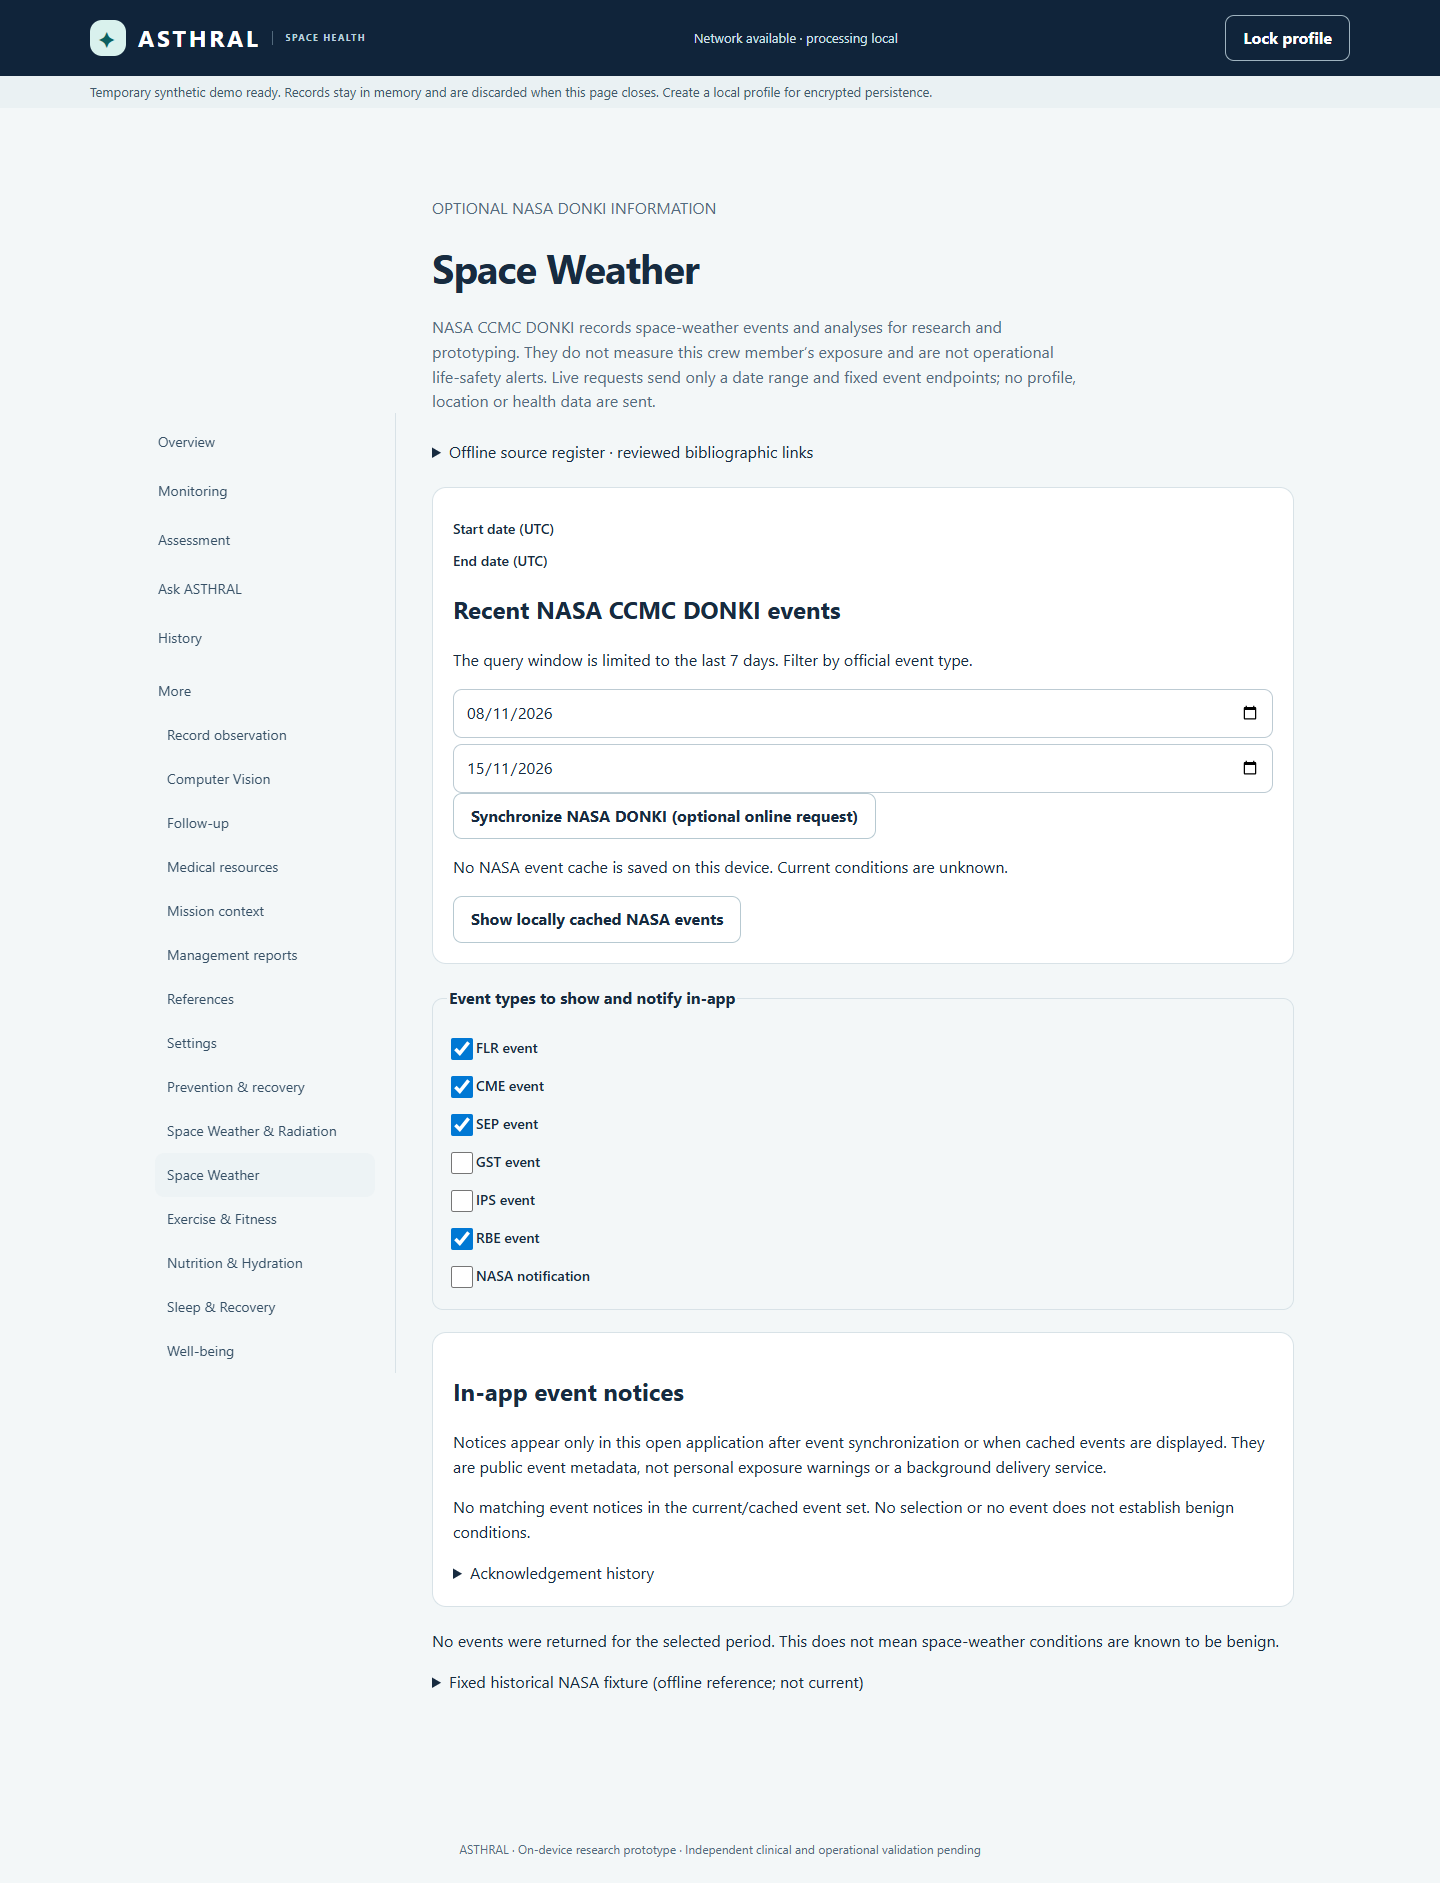 ASTHRAL
SPACE HEALTH
Network available · processing local
Lock profile
Temporary synthetic demo ready. Records stay in memory and are discarded when this page closes. Create a local profile for encrypted persistence.
Overview
Monitoring
Assessment
Ask ASTHRAL
History
More
Record observation
Computer Vision
Follow-up
Medical resources
Mission context
Management reports
References
Settings
Prevention & recovery
Space Weather & Radiation
Space Weather
Exercise & Fitness
Nutrition & Hydration
Sleep & Recovery
Well-being
OPTIONAL NASA DONKI INFORMATION
Space Weather
NASA CCMC DONKI records space-weather events and analyses for research and
prototyping. They do not measure this crew member’s exposure and are not operational
life-safety alerts. Live requests send only a date range and fixed event endpoints; no profile,
location or health data are sent.
Offline source register · reviewed bibliographic links
Start date (UTC)
End date (UTC)
Recent NASA CCMC DONKI events
The query window is limited to the last 7 days. Filter by official event type.
08/11/2026
15/11/2026
Synchronize NASA DONKI (optional online request)
No NASA event cache is saved on this device. Current conditions are unknown.
Show locally cached NASA events
Event types to show and notify in-app
FLR event
CME event
SEP event
GST event
IPS event
RBE event
NASA notification
In-app event notices
Notices appear only in this open application after event synchronization or when cached events are displayed. They
are public event metadata, not personal exposure warnings or a background delivery service.
No matching event notices in the current/cached event set. No selection or no event does not establish benign
conditions.
Acknowledgement history
No events were returned for the selected period. This does not mean space-weather conditions are known to be benign.
Fixed historical NASA fixture (offline reference; not current)
ASTHRAL · On-device research prototype · Independent clinical and operational validation pending